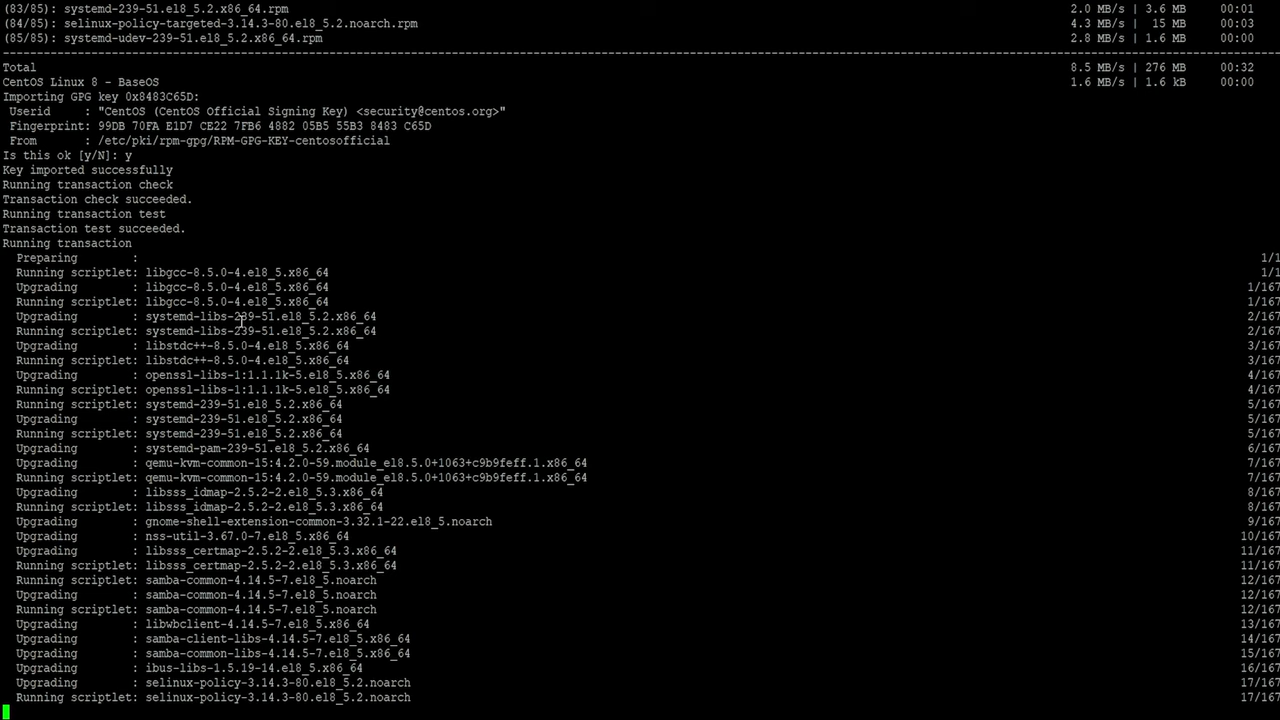 (83/85): systemd-239-51.el8_5.2.x86_64.rpm 2.0 MB/s | 3.6 MB 00:01
(84/85): selinux-policy-targeted-3.14.3-80.el8_5.2.noarch.rpm 4.3 MB/s | 15 MB 00:03
(85/85): systemd-udev-239-51.el8_5.2.x86_64.rpm 2.8 MB/s | 1.6 MB 00:00
Total 8.5 MB/s | 276 MB 00:32
CentOS Linux 8 - BaseOS 1.6 MB/s | 1.6 kB 00:00
Importing GPG key 0x8483C65D:
Userid : "CentOS (CentOS Official Signing Key) <security@centos.org>"
Fingerprint: 99DB 70FA E1D7 CE22 7FB6 4882 05B5 55B3 8483 C65D
From : /etc/pki/rpm-gpg/RPM-GPG-KEY-centosofficial
Is this ok [y/N]: y
Key imported successfully
Running transaction check
Transaction check succeeded.
Running transaction test
Transaction test succeeded.
Running transaction
Preparing : 1/1
Running scriptlet: libgcc-8.5.0-4.el8_5.x86_64 1/1
Upgrading : libgcc-8.5.0-4.el8_5.x86_64 1/167
Running scriptlet: libgcc-8.5.0-4.el8_5.x86_64 1/167
Upgrading : systemd-libs-239-51.el8_5.2.x86_64 2/167
Running scriptlet: systemd-libs-239-51.el8_5.2.x86_64 2/167
Upgrading : libstdc++-8.5.0-4.el8_5.x86_64 3/167
Running scriptlet: libstdc++-8.5.0-4.el8_5.x86_64 3/167
Upgrading : openssl-libs-1:1.1.1k-5.el8_5.x86_64 4/167
Running scriptlet: openssl-libs-1:1.1.1k-5.el8_5.x86_64 4/167
Running scriptlet: systemd-239-51.el8_5.2.x86_64 5/167
Upgrading : systemd-239-51.el8_5.2.x86_64 5/167
Running scriptlet: systemd-239-51.el8_5.2.x86_64 5/167
Upgrading : systemd-pam-239-51.el8_5.2.x86_64 6/167
Upgrading : qemu-kvm-common-15:4.2.0-59.module_el8.5.0+1063+c9b9feff.1.x86_64 7/167
Running scriptlet: qemu-kvm-common-15:4.2.0-59.module_el8.5.0+1063+c9b9feff.1.x86_64 7/167
Upgrading : libsss_idmap-2.5.2-2.el8_5.3.x86_64 8/167
Running scriptlet: libsss_idmap-2.5.2-2.el8_5.3.x86_64 8/167
Upgrading : gnome-shell-extension-common-3.32.1-22.el8_5.noarch 9/167
Upgrading : nss-util-3.67.0-7.el8_5.x86_64 10/167
Upgrading : libsss_certmap-2.5.2-2.el8_5.3.x86_64 11/167
Running scriptlet: libsss_certmap-2.5.2-2.el8_5.3.x86_64 11/167
Running scriptlet: samba-common-4.14.5-7.el8_5.noarch 12/167
Upgrading : samba-common-4.14.5-7.el8_5.noarch 12/167
Running scriptlet: samba-common-4.14.5-7.el8_5.noarch 12/167
Upgrading : libwbclient-4.14.5-7.el8_5.x86_64 13/167
Upgrading : samba-client-libs-4.14.5-7.el8_5.x86_64 14/167
Upgrading : samba-common-libs-4.14.5-7.el8_5.x86_64 15/167
Upgrading : ibus-libs-1.5.19-14.el8_5.x86_64 16/167
Upgrading : selinux-policy-3.14.3-80.el8_5.2.noarch 17/167
Running scriptlet: selinux-policy-3.14.3-80.el8_5.2.noarch 17/167